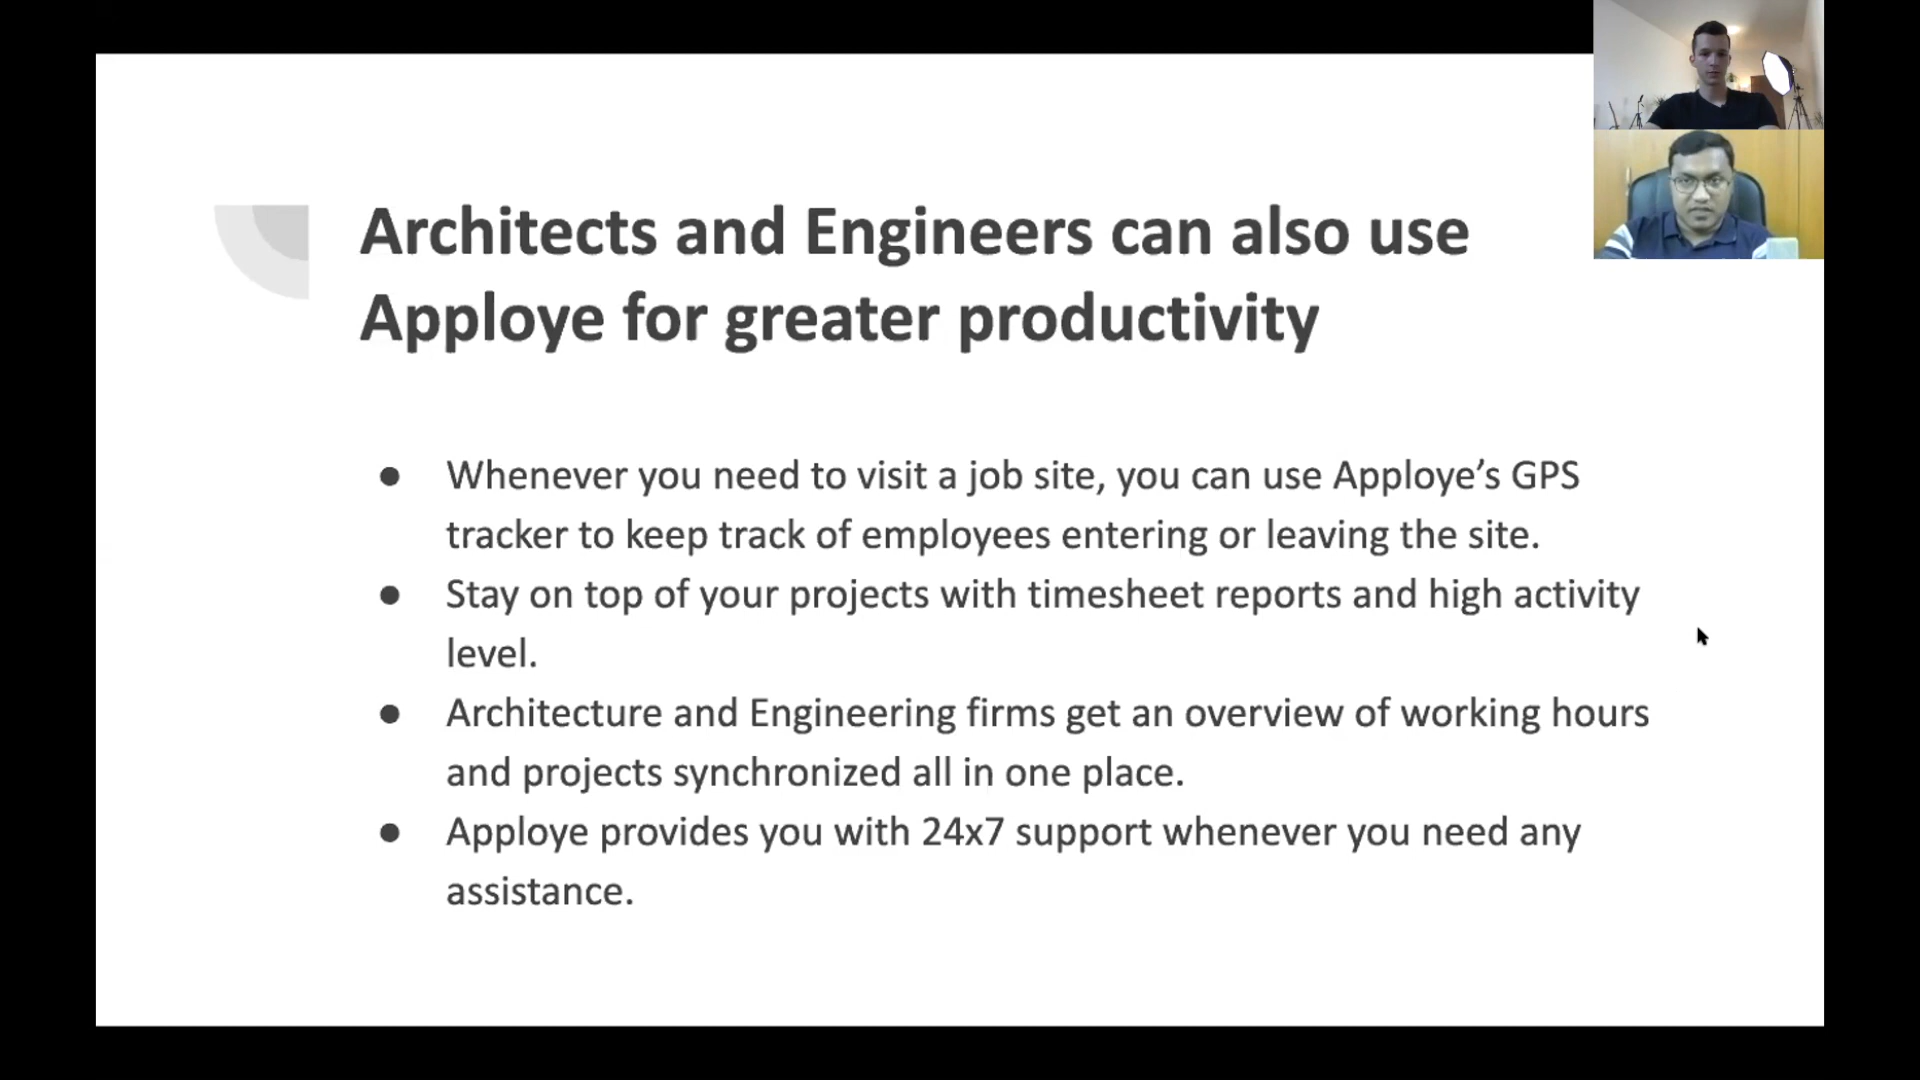 Architects and Engineers can also use
Apploye for greater productivity
● Whenever you need to visit a job site, you can use Apploye’s GPS
tracker to keep track of employees entering or leaving the site.
● Stay on top of your projects with timesheet reports and high activity
level.
● Architecture and Engineering firms get an overview of working hours
and projects synchronized all in one place.
● Apploye provides you with 24x7 support whenever you need any
assistance.